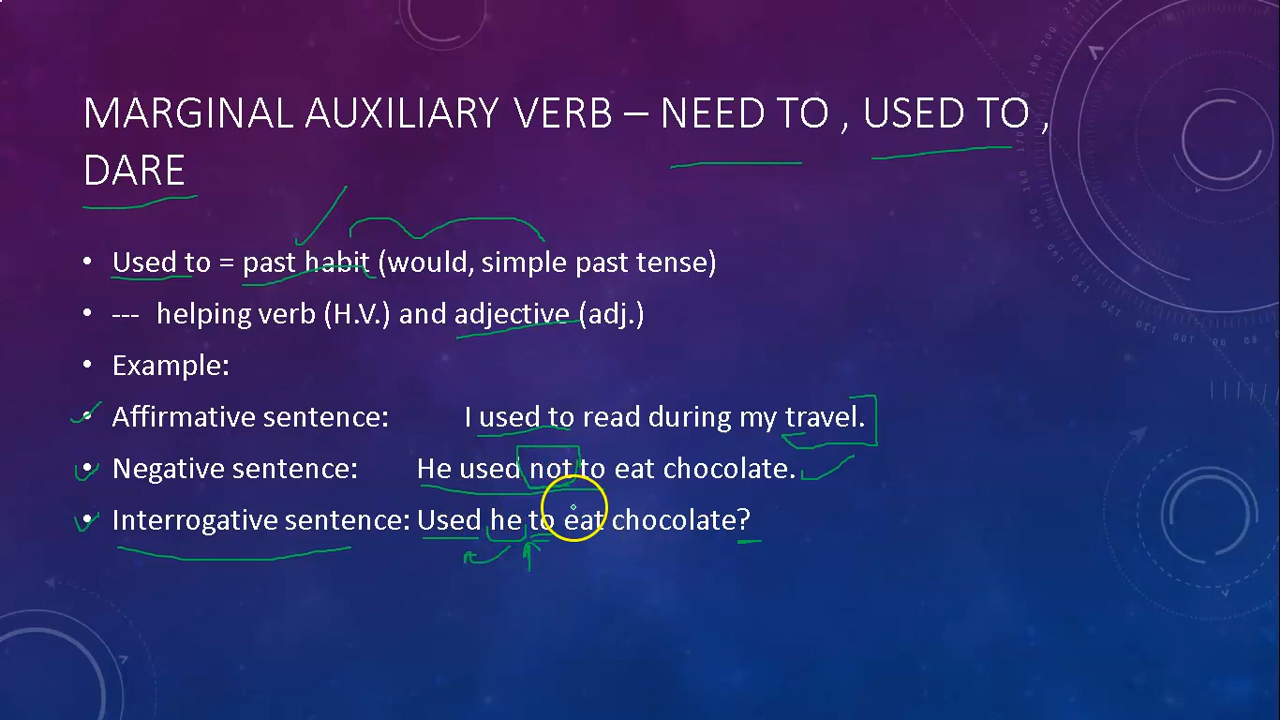 MARGINAL AUXILIARY VERB – NEED TO , USED TO ,
DARE
• Used to = past habit (would, simple past tense)
• --- helping verb (H.V.) and adjective (adj.)
• Example:
• Affirmative sentence: I used to read during my travel.
• Negative sentence: He used not to eat chocolate.
• Interrogative sentence: Used he to eat chocolate?